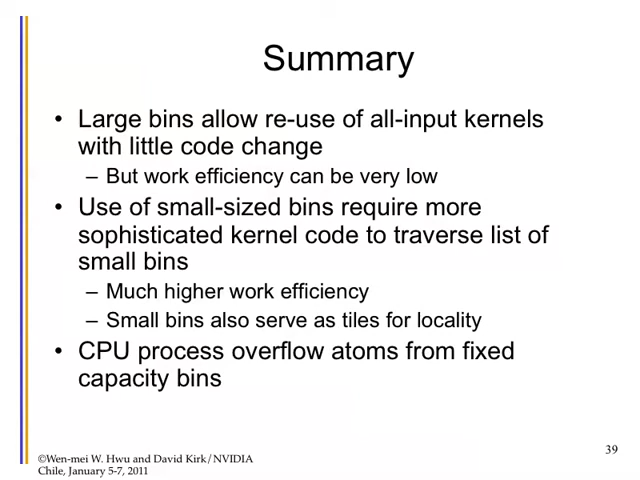 Summary
• Large bins allow re-use of all-input kernels
with little code change
– But work efficiency can be very low
• Use of small-sized bins require more
sophisticated kernel code to traverse list of
small bins
– Much higher work efficiency
– Small bins also serve as tiles for locality
• CPU process overflow atoms from fixed
capacity bins
©Wen-mei W. Hwu and David Kirk/NVIDIA
Chile, January 5-7, 2011
39